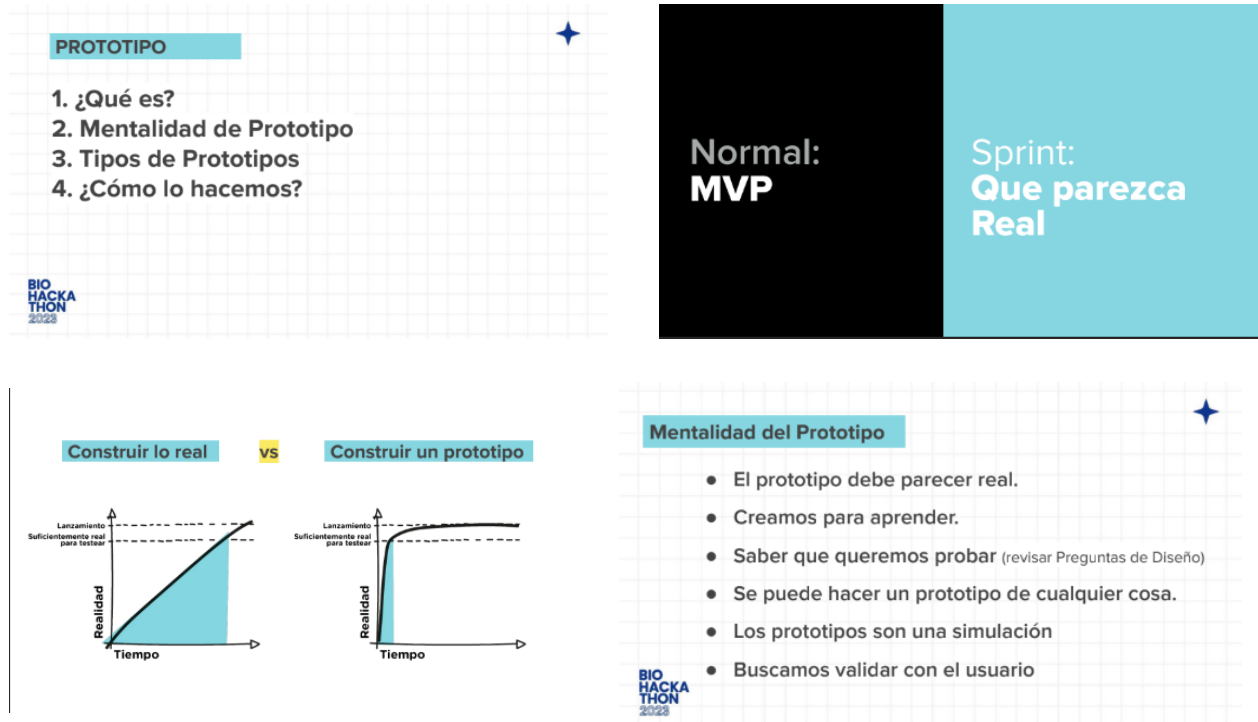 PROTOTIPO
1. ¿Qué es?
2. Mentalidad de Prototipo
3. Tipos de Prototipos
4. ¿Cómo lo hacemos?
BIO
HACKA
THON
2023
Normal:
MVP
Sprint:
Que parezca
Real
Construir lo real
vs
Construir un prototipo
Lanzamiento
Suficientemente real
para testear
Realidad
Tiempo
Lanzamiento
Suficientemente real
para testear
Realidad
Tiempo
Mentalidad del Prototipo
● El prototipo debe parecer real.
● Creamos para aprender.
● Saber que queremos probar (revisar Preguntas de Diseño)
● Se puede hacer un prototipo de cualquier cosa.
● Los prototipos son una simulación
● Buscamos validar con el usuario
BIO
HACKA
THON
2023